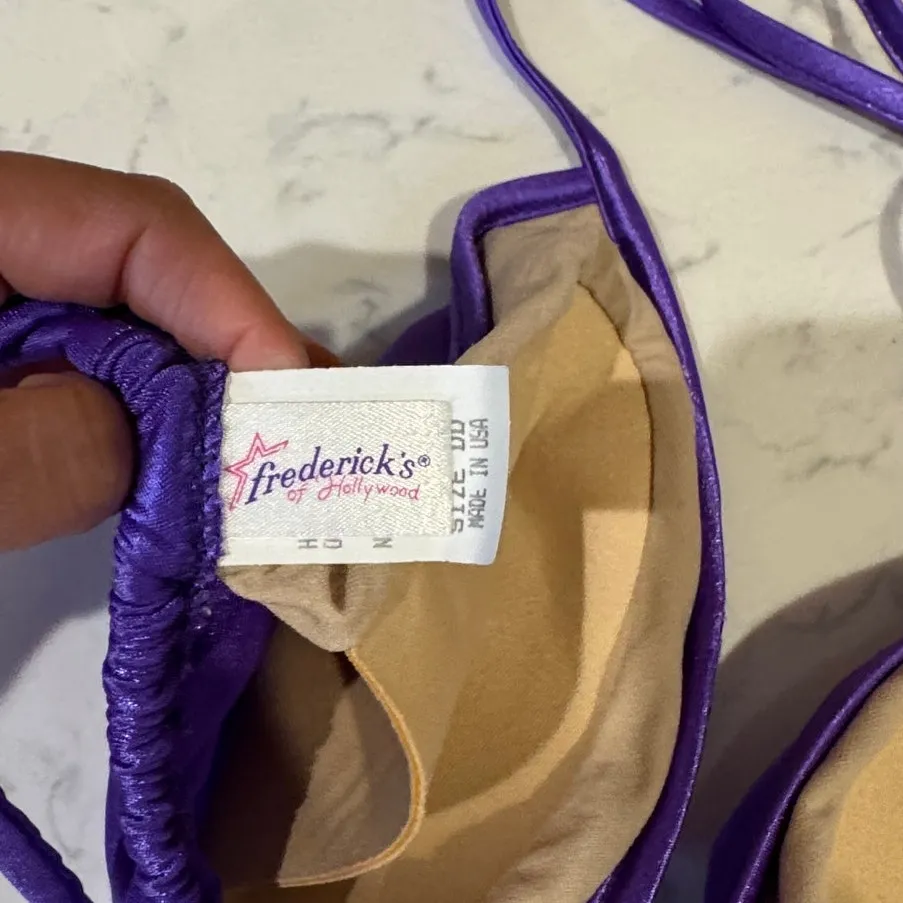 frederick's®
of Hollywood
SIZE DD
MADE IN USA